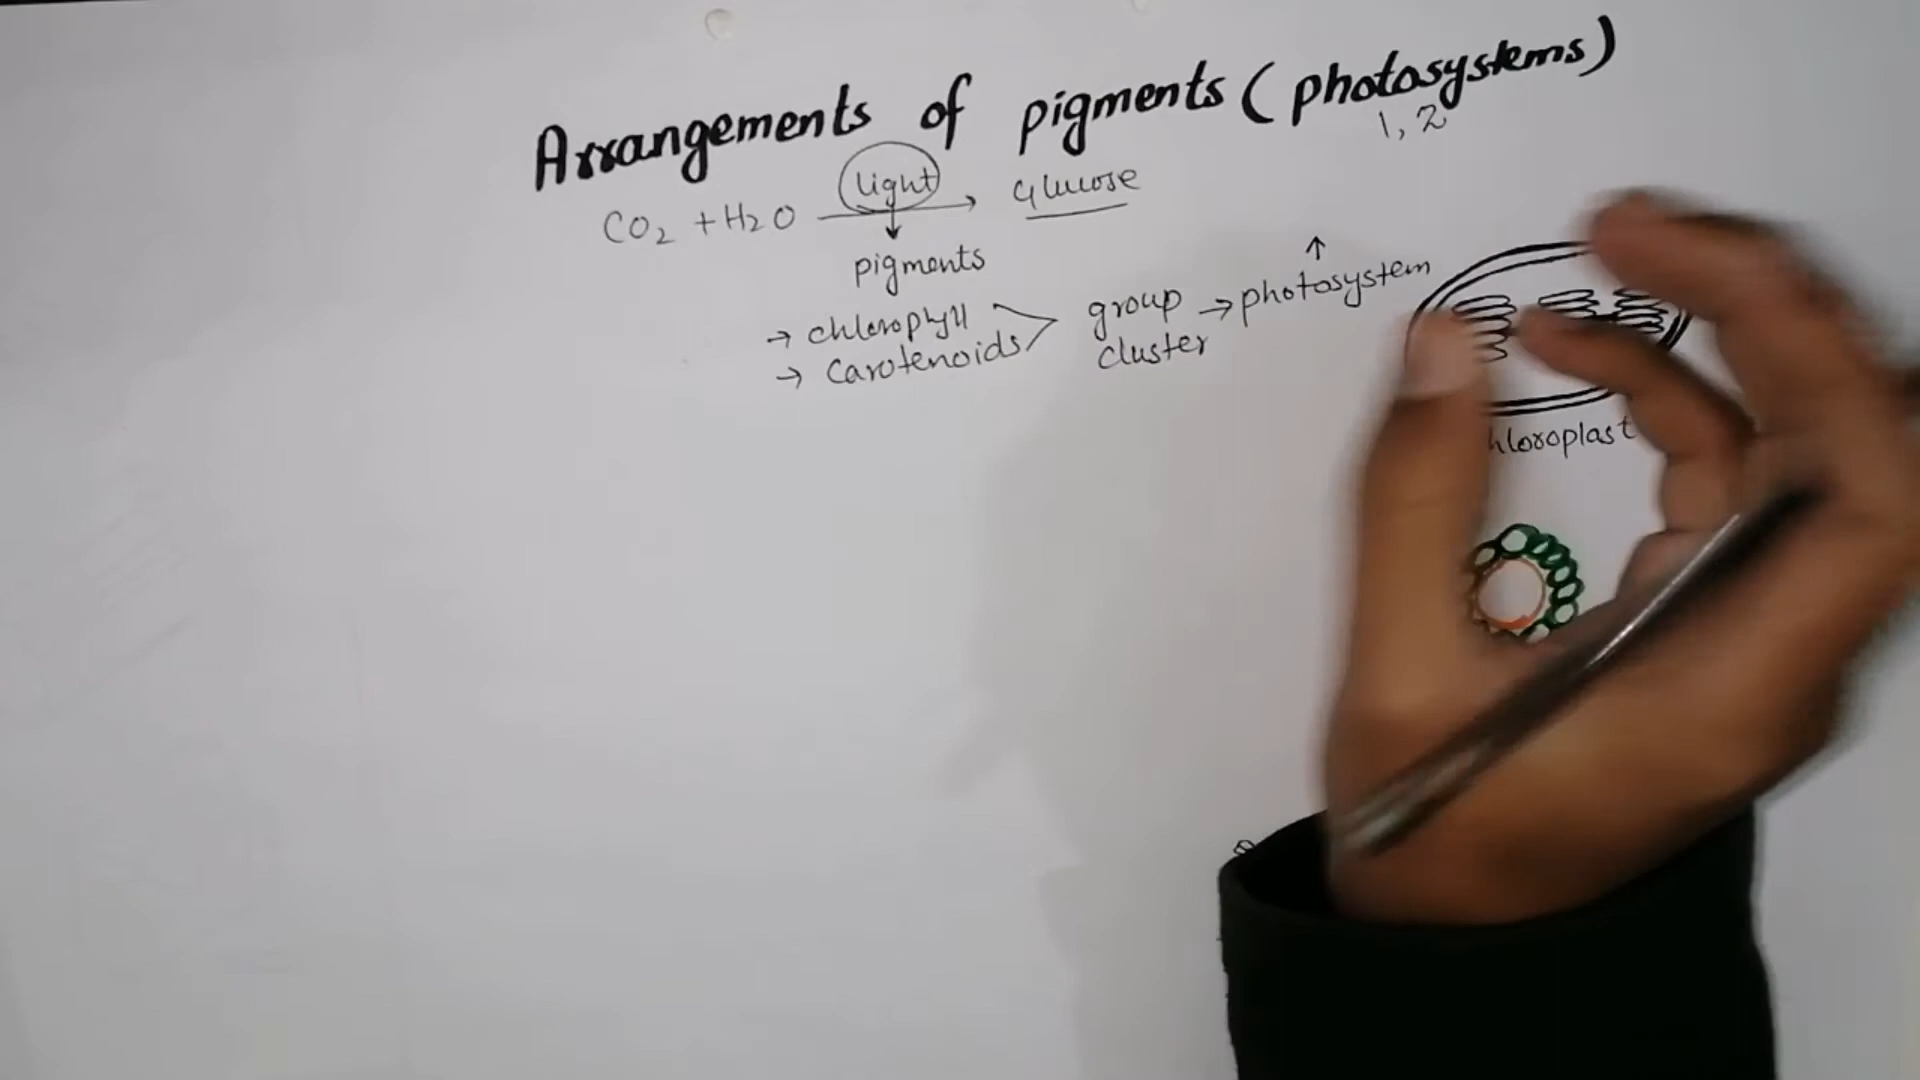 Arrangements of pigments (photosystems)
1, 2
CO2 + H2O light → Glucose
pigments
→ chlorophyll
→ carotenoids
group
cluster
→ photosystem
hloroplast